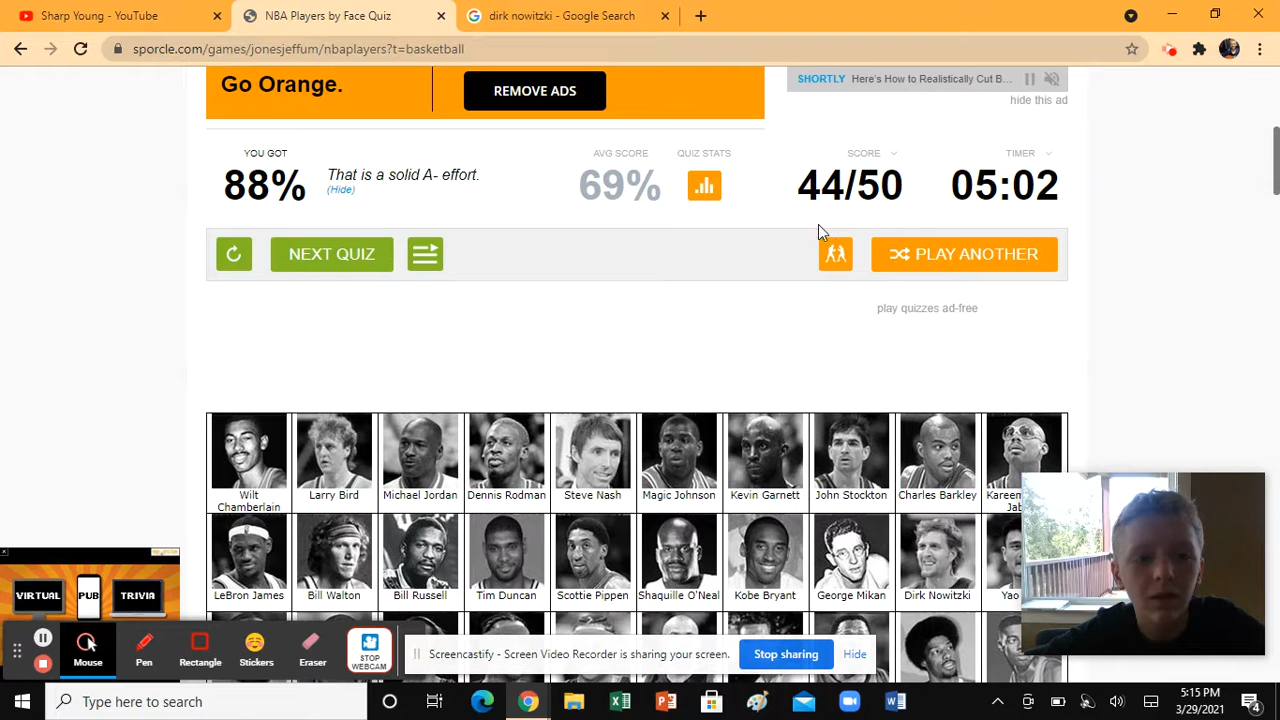 Sharp Young - YouTube
NBA Players by Face Quiz
dirk nowitzki - Google Search
sporcle.com/games/jonesjeffum/nbaplayers?t=basketball
Go Orange.
REMOVE ADS
SHORTLY Here's How to Realistically Cut B...
hide this ad
YOU GOT
88%
That is a solid A- effort.
(Hide)
AVG SCORE
69%
QUIZ STATS
SCORE
44/50
TIMER
05:02
NEXT QUIZ
PLAY ANOTHER
play quizzes ad-free
Wilt Chamberlain
Larry Bird
Michael Jordan
Dennis Rodman
Steve Nash
Magic Johnson
Kevin Garnett
John Stockton
Charles Barkley
Kareem
Jab
LeBron James
Bill Walton
Bill Russell
Tim Duncan
Scottie Pippen
Shaquille O'Neal
Kobe Bryant
George Mikan
Dirk Nowitzki
Yao
VIRTUAL
PUB
TRIVIA
Mouse
Pen
Rectangle
Stickers
Eraser
STOP WEBCAM
Screencastify - Screen Video Recorder is sharing your screen.
Stop sharing
Hide
Type here to search
5:15 PM
3/29/2021
4